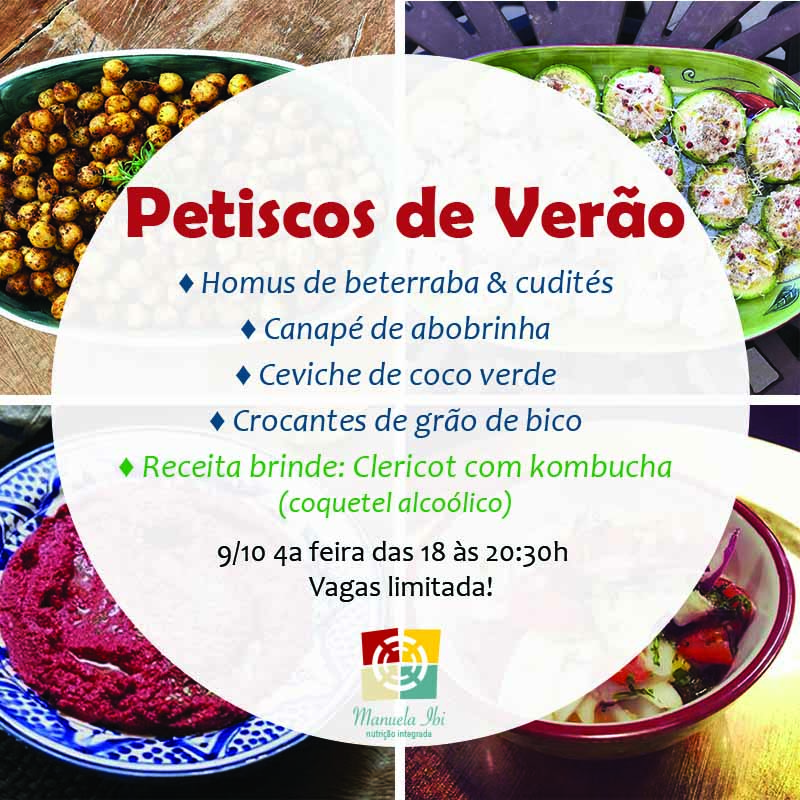 Petiscos de Verão
♦ Homus de beterraba & cudités
♦ Canapé de abobrinha
♦ Ceviche de coco verde
♦ Crocantes de grão de bico
♦ Receita brinde: Clericot com kombucha
(coquetel alcoólico)
9/10 4a feira das 18 às 20:30h
Vagas limitada!
Manuela Ibi
nutrição integrada